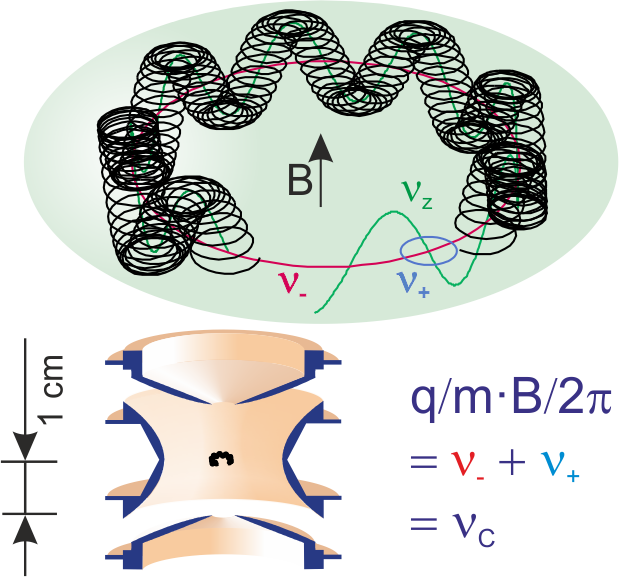 B
ν_z
ν_-
ν_+
1 cm
q/m·B/2π
= ν_- + ν_+
= ν_C